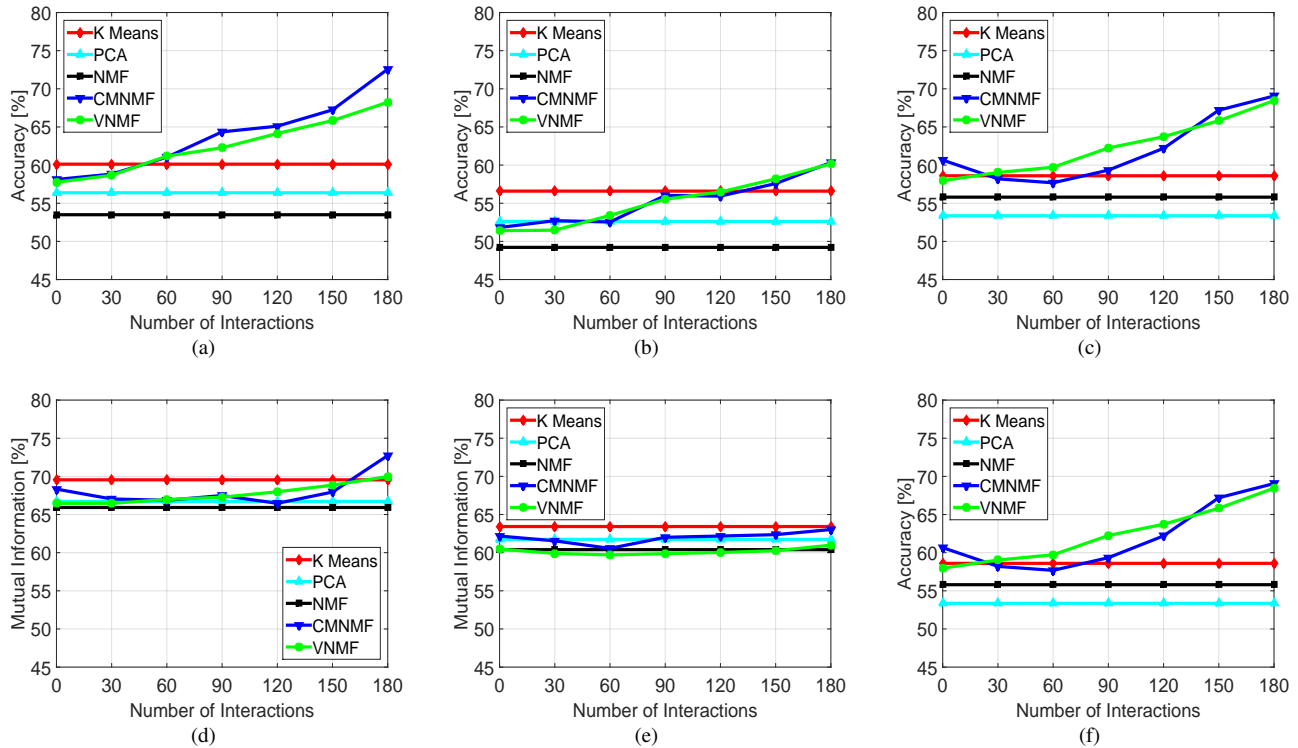 80
75
70
65
60
55
50
45
Accuracy [%]
K Means
PCA
NMF
CMNMF
VNMF
0 30 60 90 120 150 180
Number of Interactions
(a)
80
75
70
65
60
55
50
45
Accuracy [%]
K Means
PCA
NMF
CMNMF
VNMF
0 30 60 90 120 150 180
Number of Interactions
(b)
80
75
70
65
60
55
50
45
Accuracy [%]
K Means
PCA
NMF
CMNMF
VNMF
0 30 60 90 120 150 180
Number of Interactions
(c)
80
75
70
65
60
55
50
45
Mutual Information [%]
K Means
PCA
NMF
CMNMF
VNMF
0 30 60 90 120 150 180
Number of Interactions
(d)
80
75
70
65
60
55
50
45
Mutual Information [%]
K Means
PCA
NMF
CMNMF
VNMF
0 30 60 90 120 150 180
Number of Interactions
(e)
80
75
70
65
60
55
50
45
Accuracy [%]
K Means
PCA
NMF
CMNMF
VNMF
0 30 60 90 120 150 180
Number of Interactions
(f)